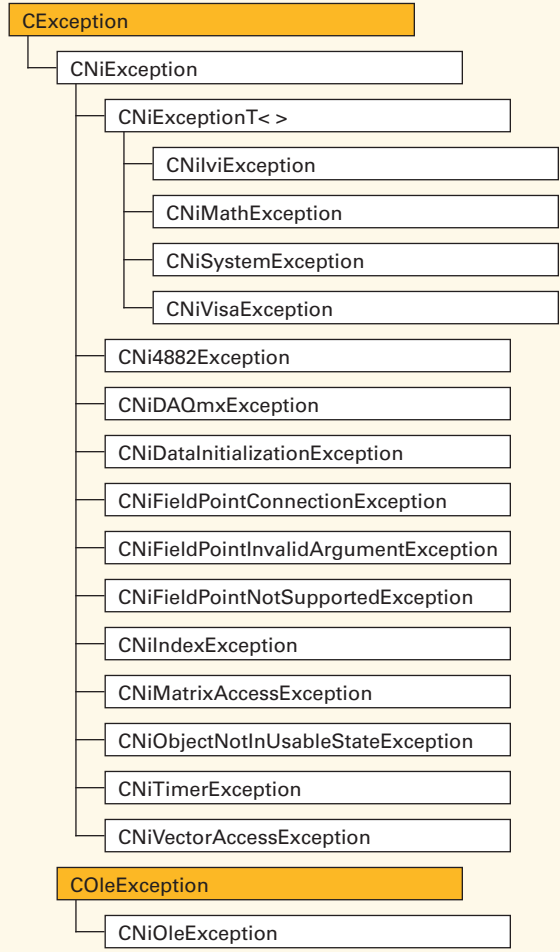 CException
CNiException
CNiExceptionT< >
CNiIviException
CNiMathException
CNiSystemException
CNiVisaException
CNi4882Exception
CNiDAQmxException
CNiDataInitializationException
CNiFieldPointConnectionException
CNiFieldPointInvalidArgumentException
CNiFieldPointNotSupportedException
CNiIndexException
CNiMatrixAccessException
CNiObjectNotInUsableStateException
CNiTimerException
CNiVectorAccessException
COleException
CNiOleException